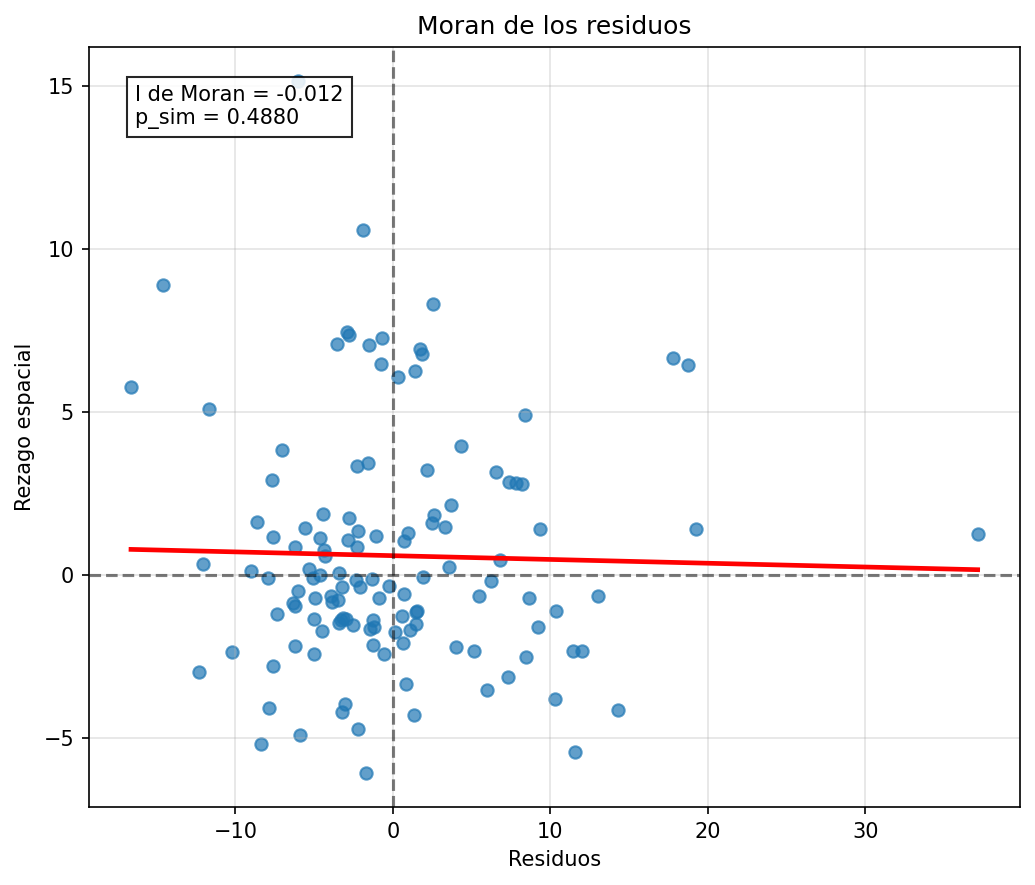 Moran de los residuos
I de Moran = -0.012
p_sim = 0.4880
15
10
5
0
−5
Rezago espacial
−10
0
10
20
30
Residuos